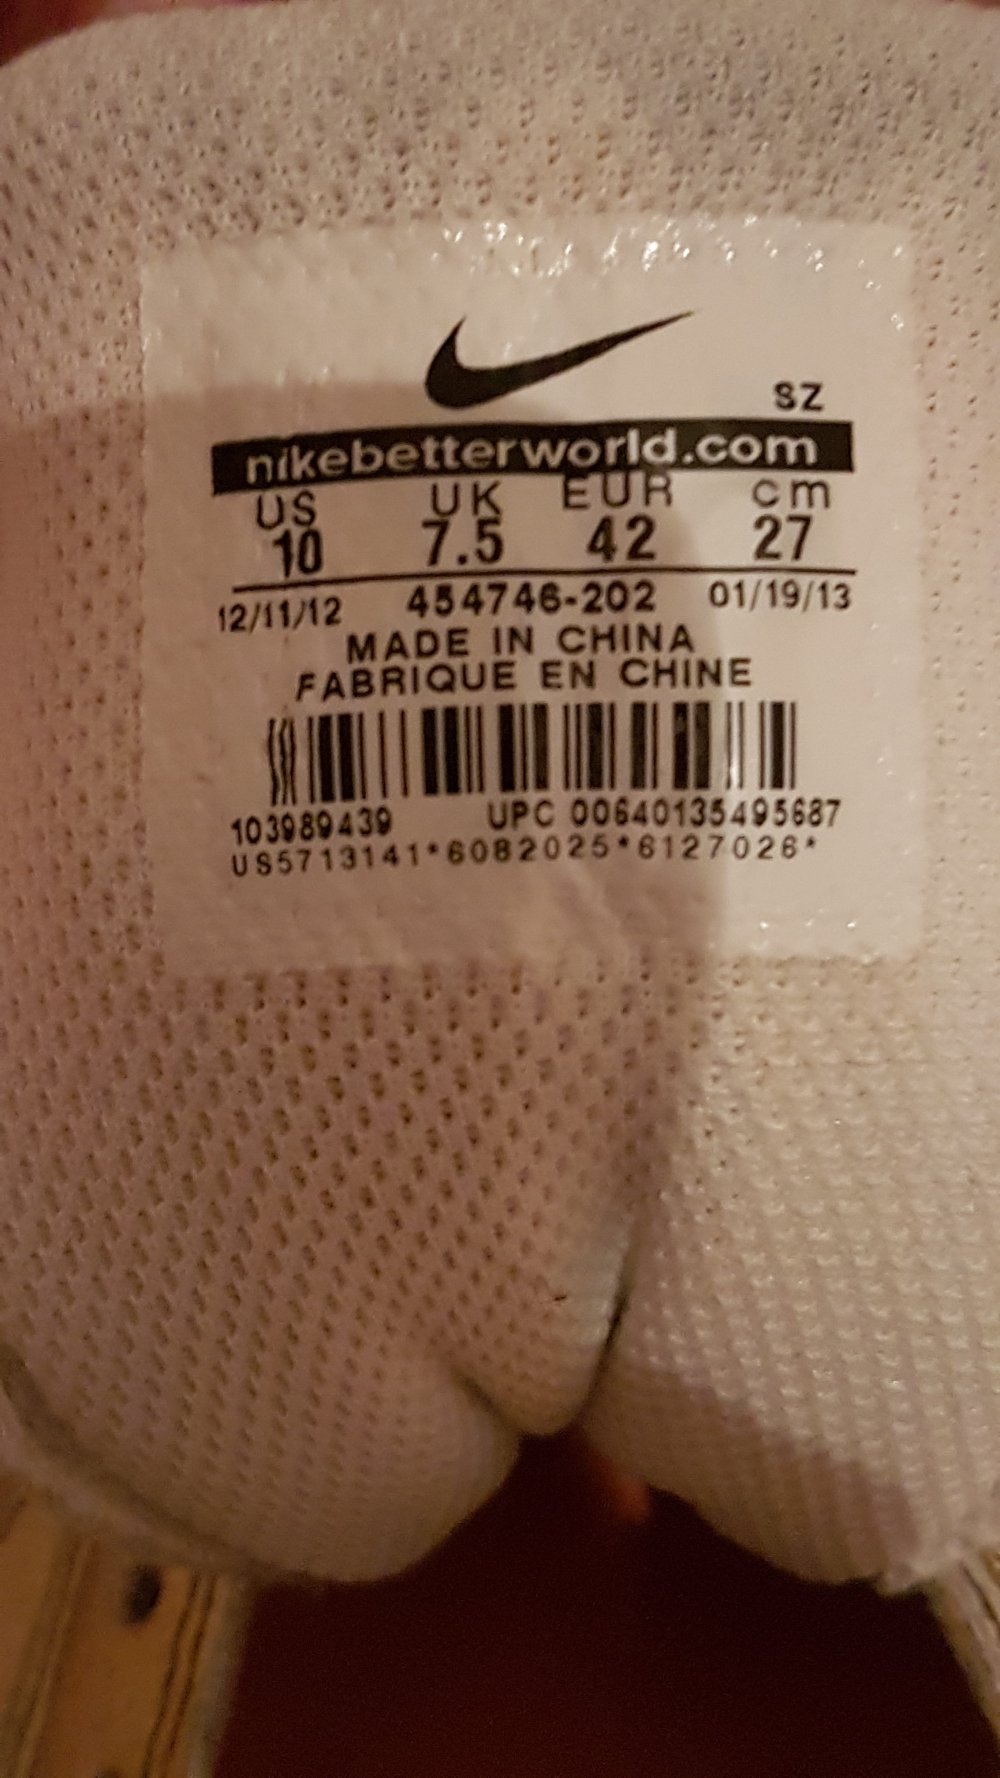 SZ
nikebetterworld.com
US UK EUR cm
10 7.5 42 27
12/11/12 454746-202 01/19/13
MADE IN CHINA
FABRIQUE EN CHINE
103989439 UPC 00640135495687
US5713141*6082025*6127026*